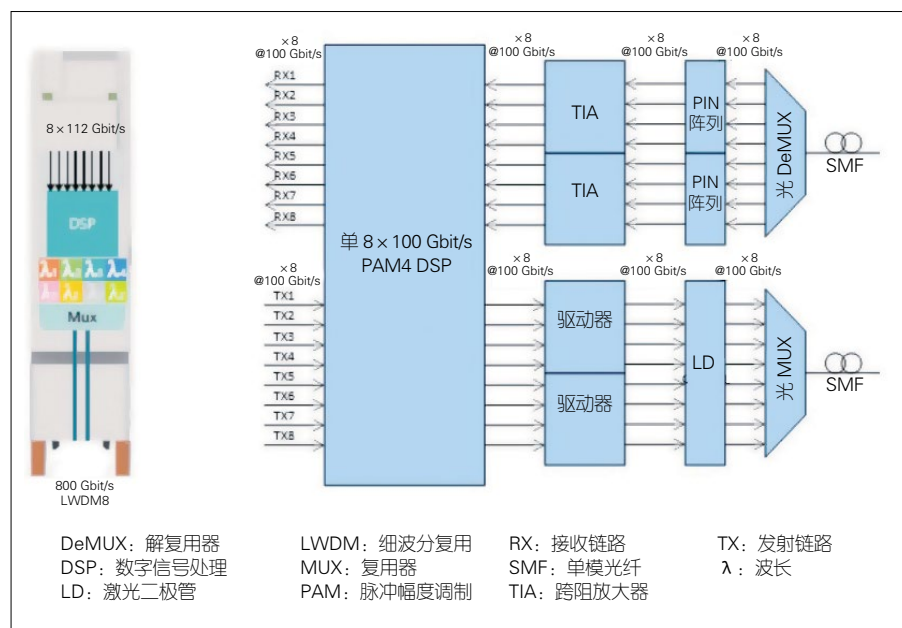 8×112 Gbit/s
DSP
λ1 λ2 λ3 λ4
Mux
800 Gbit/s
LWDM8
×8
@100 Gbit/s
×8
@100 Gbit/s
×8
@100 Gbit/s
×8
@100 Gbit/s
RX1
RX2
RX3
RX4
RX5
RX6
RX7
RX8
TIA
TIA
PIN
阵列
PIN
阵列
光 DeMUX
SMF
单 8×100 Gbit/s
PAM4 DSP
×8
@100 Gbit/s
×8
@100 Gbit/s
×8
@100 Gbit/s
×8
@100 Gbit/s
TX1
TX2
TX3
TX4
TX5
TX6
TX7
TX8
驱动器
驱动器
LD
光 MUX
SMF
DeMUX：解复用器 LWDM：细波分复用 RX：接收链路 TX：发射链路
DSP：数字信号处理 MUX：复用器 SMF：单模光纤 λ：波长
LD：激光二极管 PAM：脉冲幅度调制 TIA：跨阻放大器